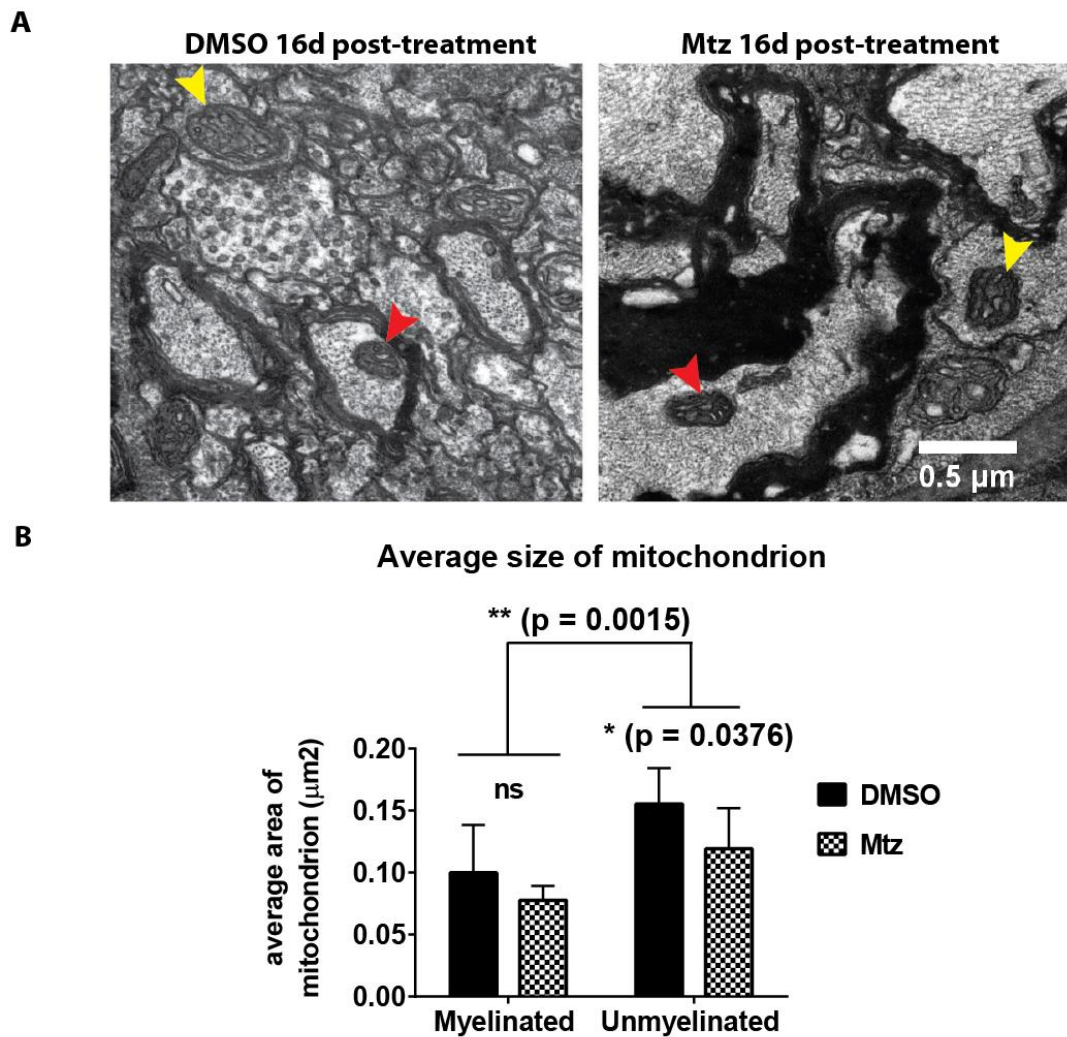 A
DMSO 16d post-treatment
Mtz 16d post-treatment
0.5 µm
B
Average size of mitochondrion
** (p = 0.0015)
* (p = 0.0376)
ns
average area of
mitochondrion (µm2)
0.20
0.15
0.10
0.05
0.00
Myelinated
Unmyelinated
DMSO
Mtz